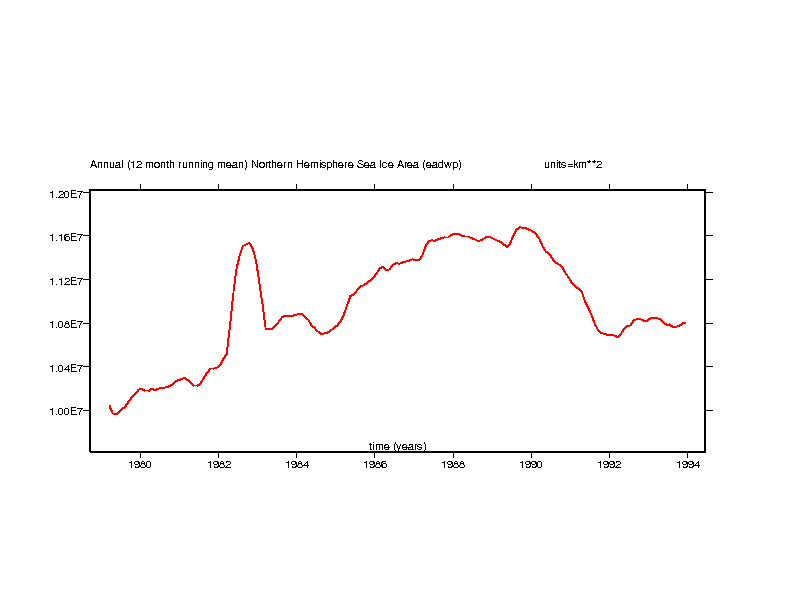 Annual (12 month running mean) Northern Hemisphere Sea Ice Area (eadwp) units=km**2
1.20E7
1.16E7
1.12E7
1.08E7
1.04E7
1.00E7
time (years)
1980 1982 1984 1986 1988 1990 1992 1994